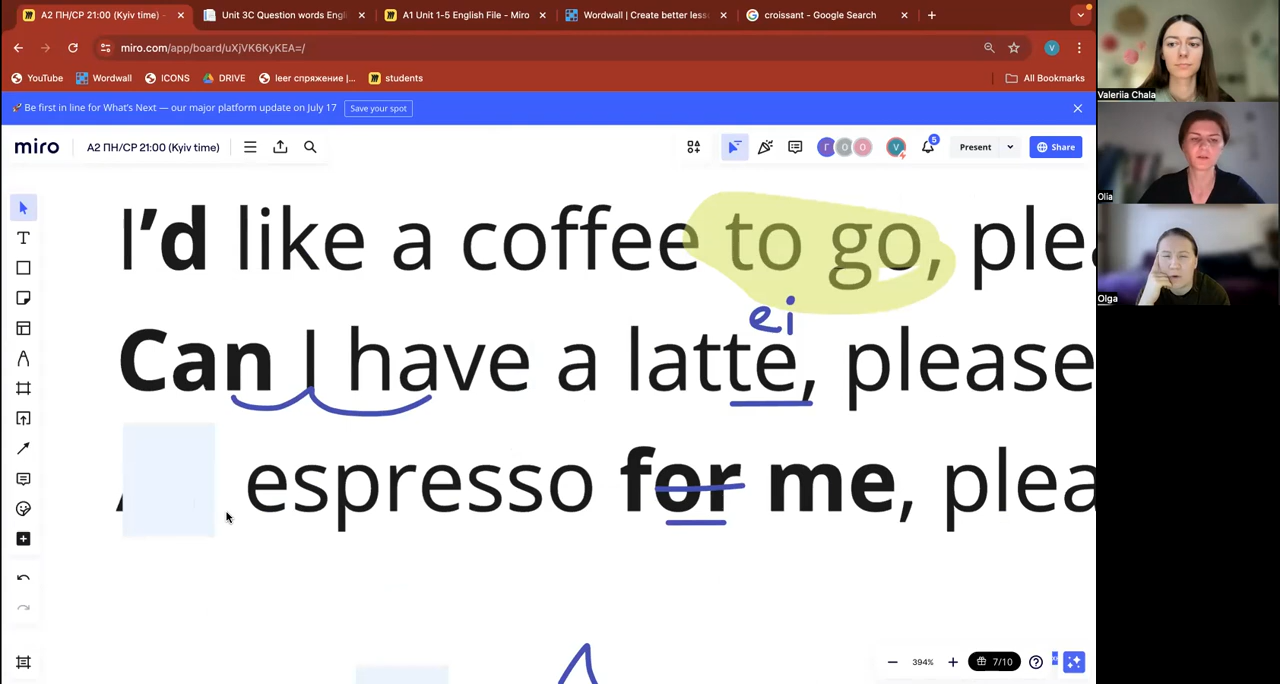 A2 ПН/СР 21:00 (Kyiv time) -
Unit 3C Question words Engl
A1 Unit 1-5 English File - Miro
Wordwall | Create better less
croissant - Google Search
miro.com/app/board/uXjVK6KyKEA=/
V
YouTube
Wordwall
ICONS
DRIVE
leer спряжение |...
students
All Bookmarks
🚀 Be first in line for What's Next — our major platform update on July 17
Save your spot
miro
A2 ПН/СР 21:00 (Kyiv time)
Г O O V 5
Present
Share
I'd like a coffee to go, plea
ei
Can I have a latte, please
espresso for me, plea
394%
7/10
Valeriia Chala
Olia
Olga